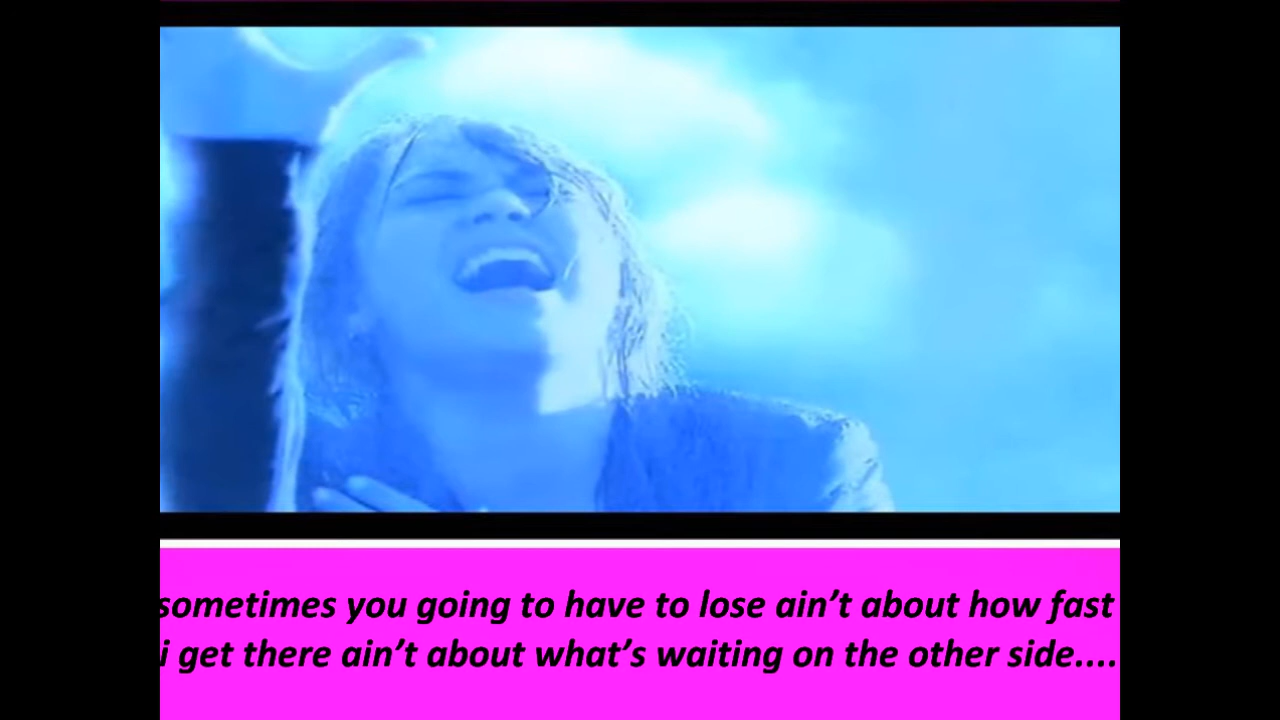 sometimes you going to have to lose ain’t about how fast
i get there ain’t about what’s waiting on the other side....